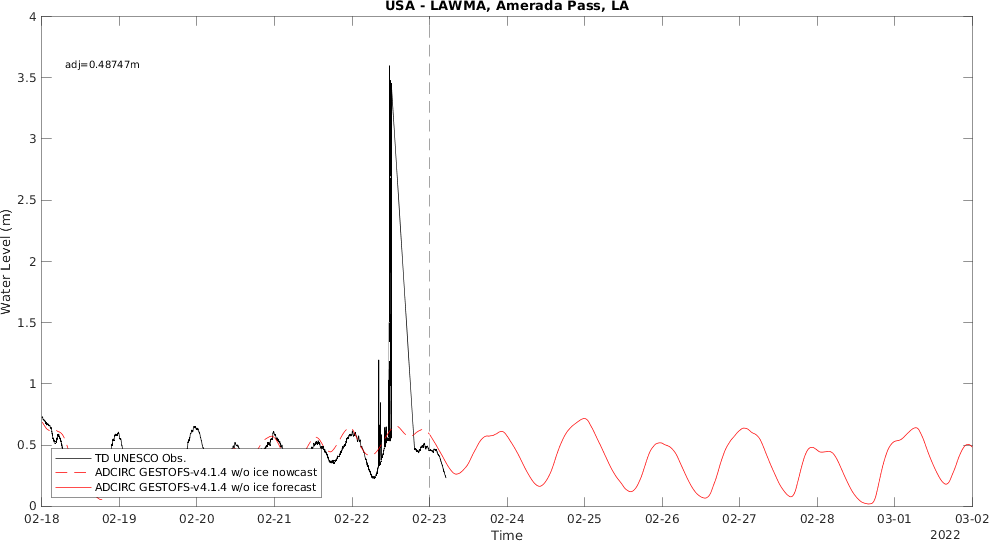 USA - LAWMA, Amerada Pass, LA
adj=0.48747m
4
3.5
3
2.5
2
1.5
1
0.5
0
Water Level (m)
TD UNESCO Obs.
ADCIRC GESTOFS-v4.1.4 w/o ice nowcast
ADCIRC GESTOFS-v4.1.4 w/o ice forecast
02-18 02-19 02-20 02-21 02-22 02-23 02-24 02-25 02-26 02-27 02-28 03-01 03-02
Time
2022